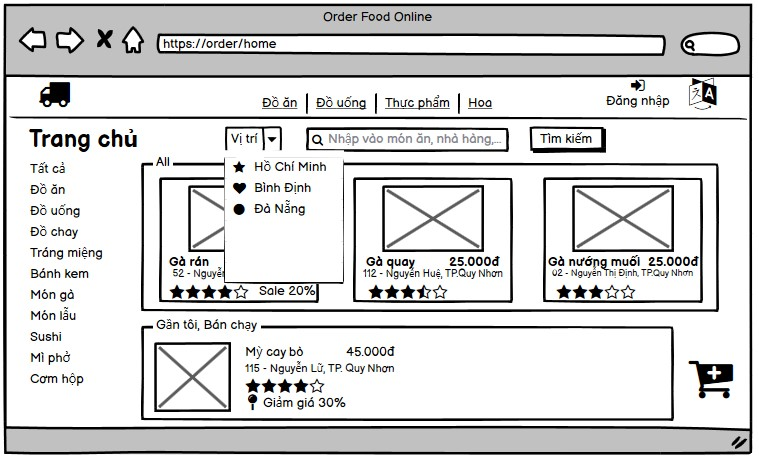 Order Food Online
https://order/home
Đồ ăn | Đồ uống | Thực phẩm | Hoa
Đăng nhập
Trang chủ
Vị trí
Nhập vào món ăn, nhà hàng,...
Tìm kiếm
Hồ Chí Minh
Bình Định
Đà Nẵng
Tất cả
Đồ ăn
Đồ uống
Đồ chay
Tráng miệng
Bánh kem
Món gà
Món lẩu
Sushi
Mì phở
Cơm hộp
All
Gà rán
52 - Nguyễn
Sale 20%
Gà quay 25.000đ
112 - Nguyễn Huệ, TP.Quy Nhơn
Gà nướng muối 25.000đ
02 - Nguyễn Thị Định, TP.Quy Nhơn
Gần tôi, Bán chạy
Mỳ cay bò 45.000đ
115 - Nguyễn Lữ, TP. Quy Nhơn
Giảm giá 30%